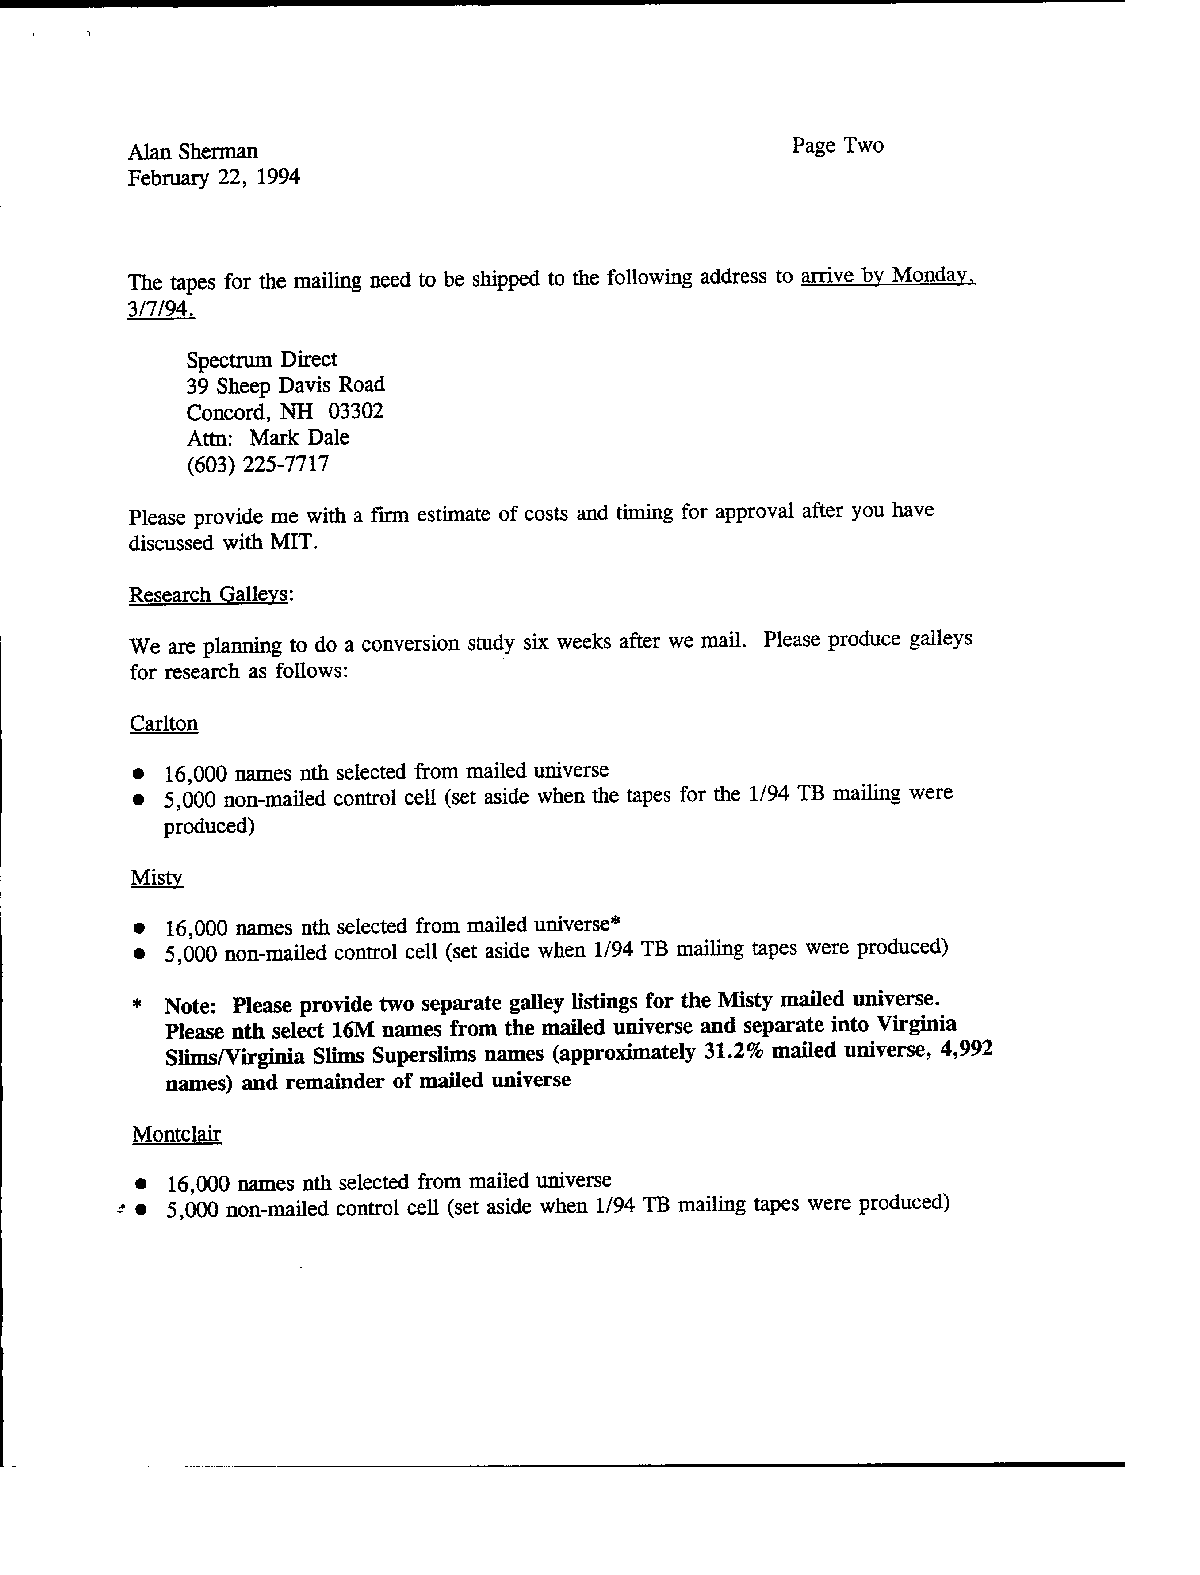 Alan Sherman
Page Two
February 22, 1994
The tapes for the mailing need to be shipped to the following address to arrive by Monday,
3/7/94.
Spectrum Direct
39 Sheep Davis Road
Concord, NH 03302
Attn: Mark Dale
(603) 225-7717
Please provide me with a firm estimate of costs and timing for approval after you have
discussed with MIT.
Research Galleys:
We are planning to do a conversion study six weeks after we mail. Please produce galleys
for research as follows:
Carlton
● 16,000 names nth selected from mailed universe
● 5,000 non-mailed control cell (set aside when the tapes for the 1/94 TB mailing were
produced)
Misty
● 16,000 names nth selected from mailed universe*
● 5,000 non-mailed control cell (set aside when 1/94 TB mailing tapes were produced)
* Note: Please provide two separate galley listings for the Misty mailed universe.
Please nth select 16M names from the mailed universe and separate into Virginia
Slims/Virginia Slims Superslims names (approximately 31.2% mailed universe, 4,992
names) and remainder of mailed universe
Montclair
● 16,000 names nth selected from mailed universe
● 5,000 non-mailed control cell (set aside when 1/94 TB mailing tapes were produced)